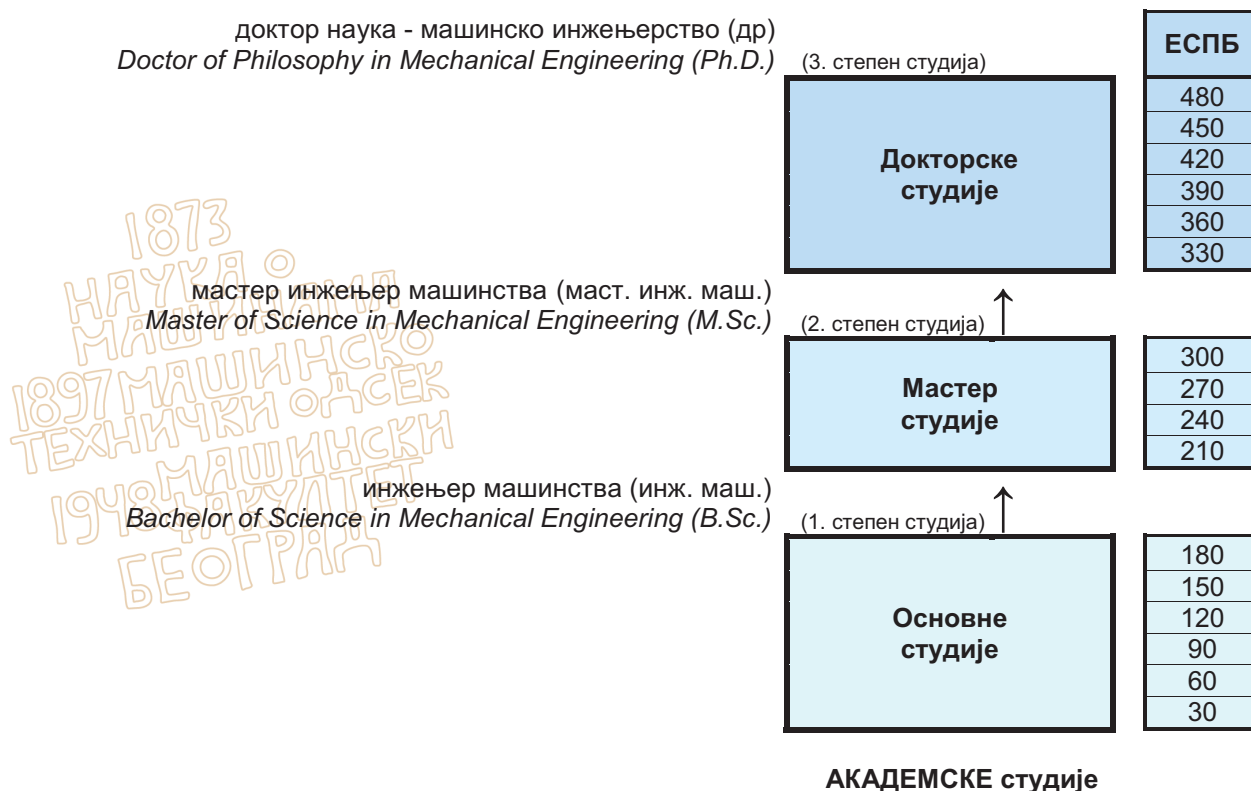 доктор наука - машинско инжењерство (др)
Doctor of Philosophy in Mechanical Engineering (Ph.D.)
(3. степен студија)
ЕСПБ
Докторске
студије
480
450
420
390
360
330
мастер инжењер машинства (маст. инж. маш.)
Master of Science in Mechanical Engineering (M.Sc.)
(2. степен студија)
Мастер
студије
300
270
240
210
инжењер машинства (инж. маш.)
Bachelor of Science in Mechanical Engineering (B.Sc.)
(1. степен студија)
Основне
студије
180
150
120
90
60
30
АКАДЕМСКЕ студије
1873
НАУКА О
МАШИНАМА
1897 МАШИНСКО
ТЕХНИЧКИ ОДСЕК
МАШИНСКИ
1948 ФАКУЛТЕТ
БЕОГРАД